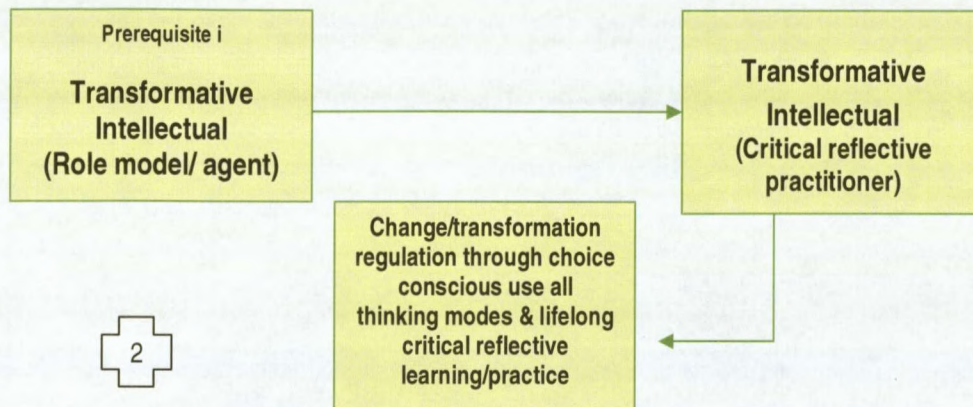 Prerequisite i
Transformative
Intellectual
(Role model/ agent)
Transformative
Intellectual
(Critical reflective
practitioner)
Change/transformation
regulation through choice
conscious use all
thinking modes & lifelong
critical reflective
learning/practice
2